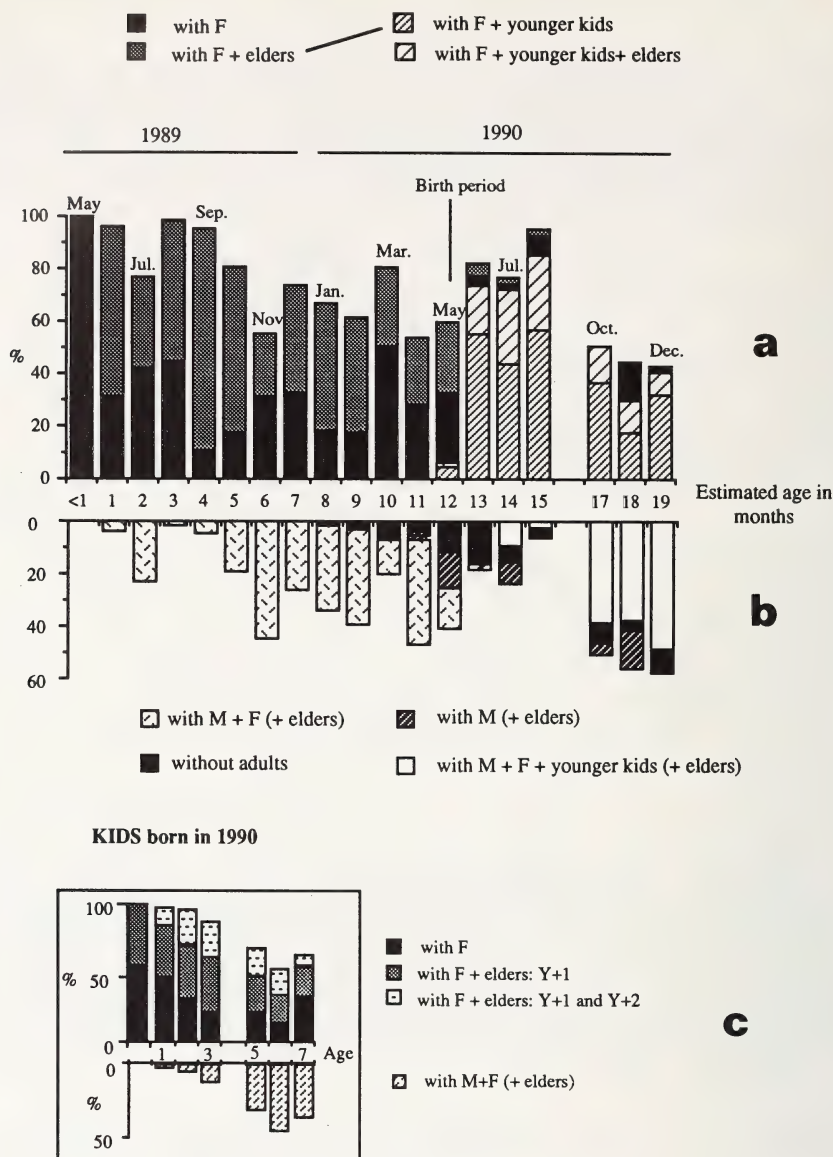 with F
with F + younger kids
with F + elders
with F + younger kids+ elders
1989
1990
Birth period
100
80
60
40
20
0
%
May
Jul.
Sep.
Nov
Jan.
Mar.
May
Jul.
Oct.
Dec.
a
<1 1 2 3 4 5 6 7 8 9 10 11 12 13 14 15 17 18 19
Estimated age in months
0
20
40
60
b
with M + F (+ elders)
with M (+ elders)
without adults
with M + F + younger kids (+ elders)
KIDS born in 1990
100
%
50
0
1 3 5 7 Age
0
%
50
with F
with F + elders: Y+1
with F + elders: Y+1 and Y+2
with M+F (+ elders)
c